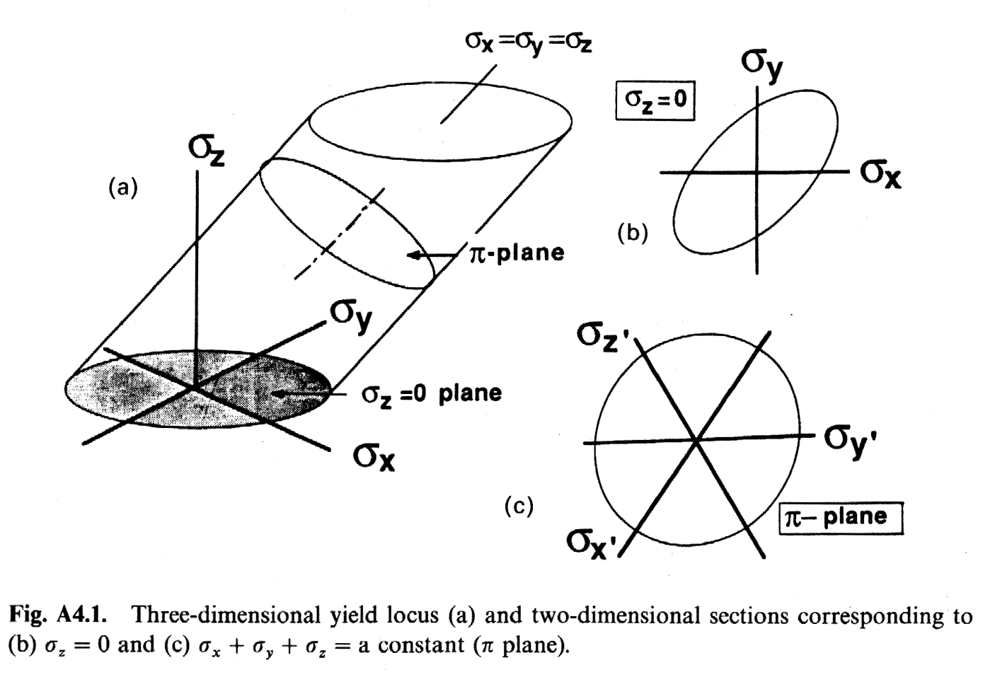 σx=σy=σz
σy
σz=0
σz
(a)
σx
(b)
π-plane
σy
σz'
σz=0 plane
σy'
σx
(c)
π– plane
σx'
Fig. A4.1. Three-dimensional yield locus (a) and two-dimensional sections corresponding to
(b) σz = 0 and (c) σx + σy + σz = a constant (π plane).